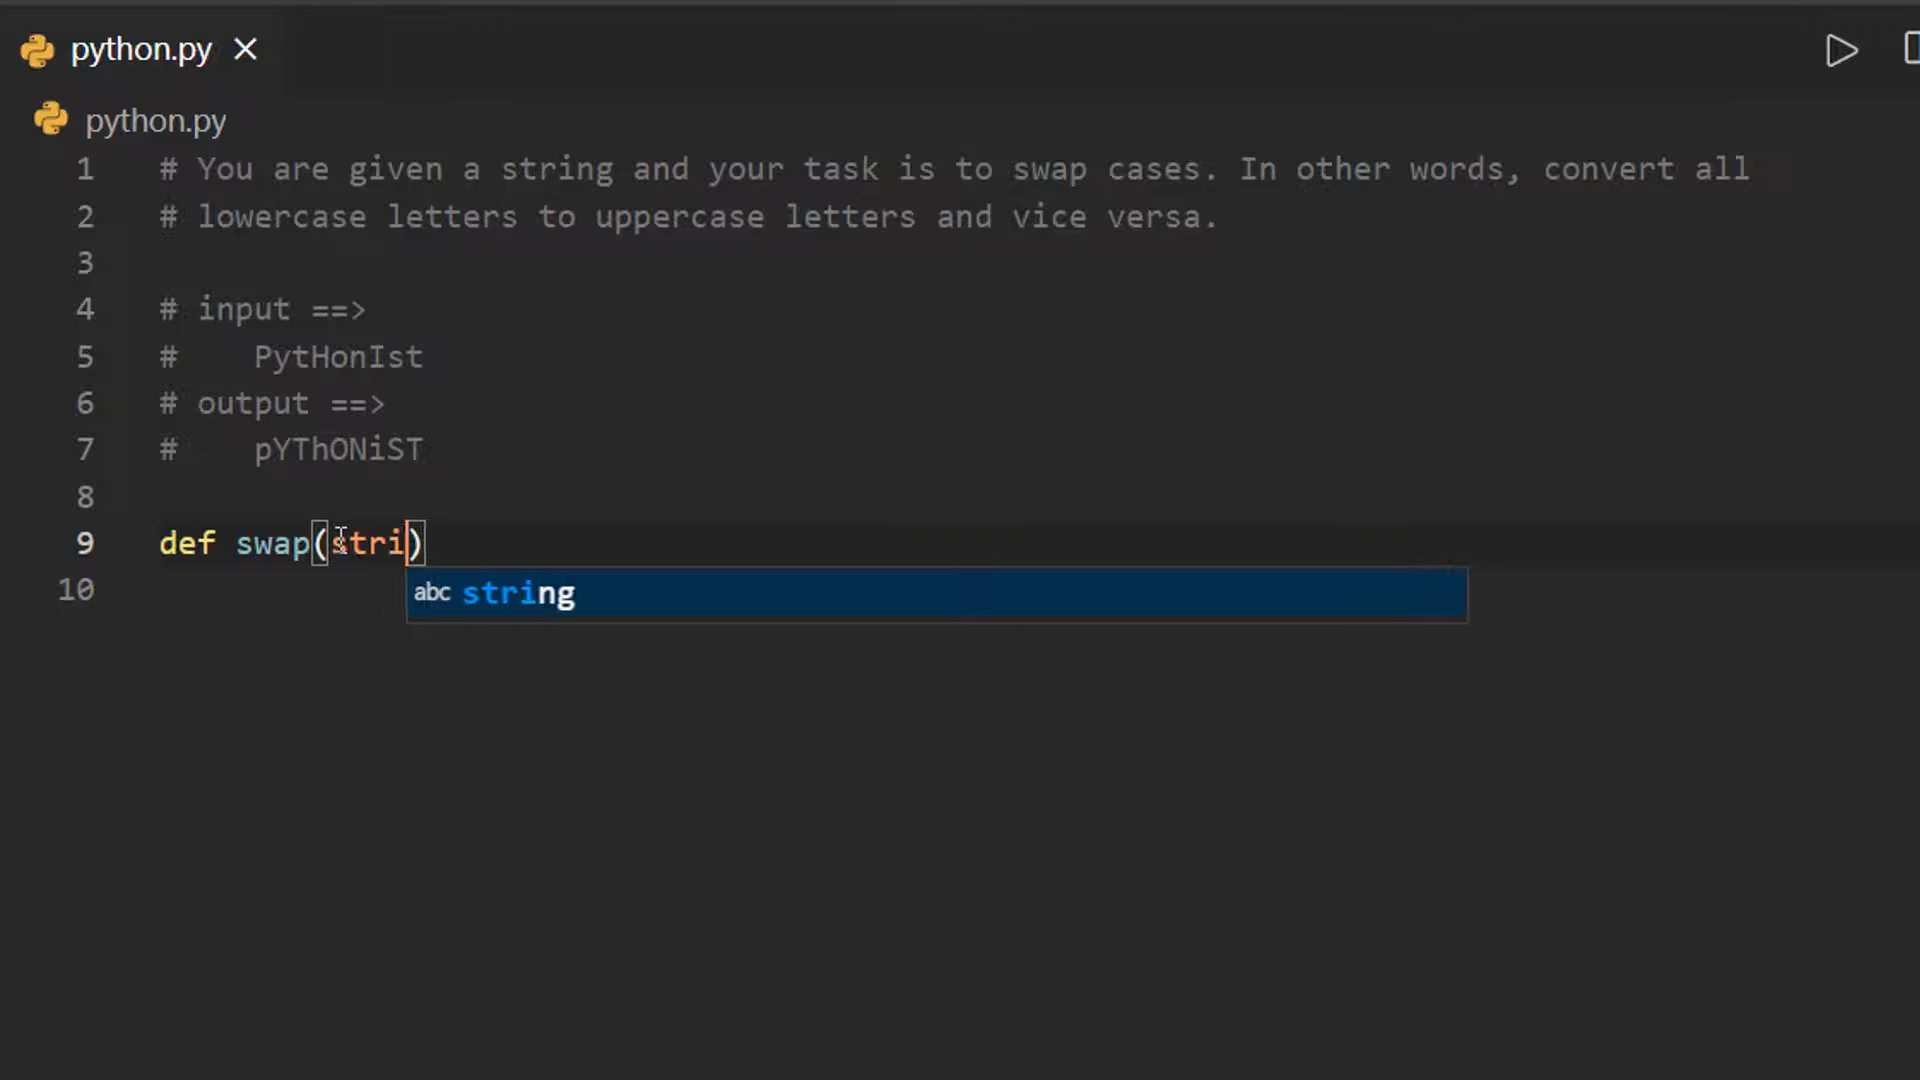 python.py
python.py
1 # You are given a string and your task is to swap cases. In other words, convert all
2 # lowercase letters to uppercase letters and vice versa.
3
4 # input ==>
5 #    PytHonIst
6 # output ==>
7 #    pYThONiST
8
9 def swap(stri)
abc string
10